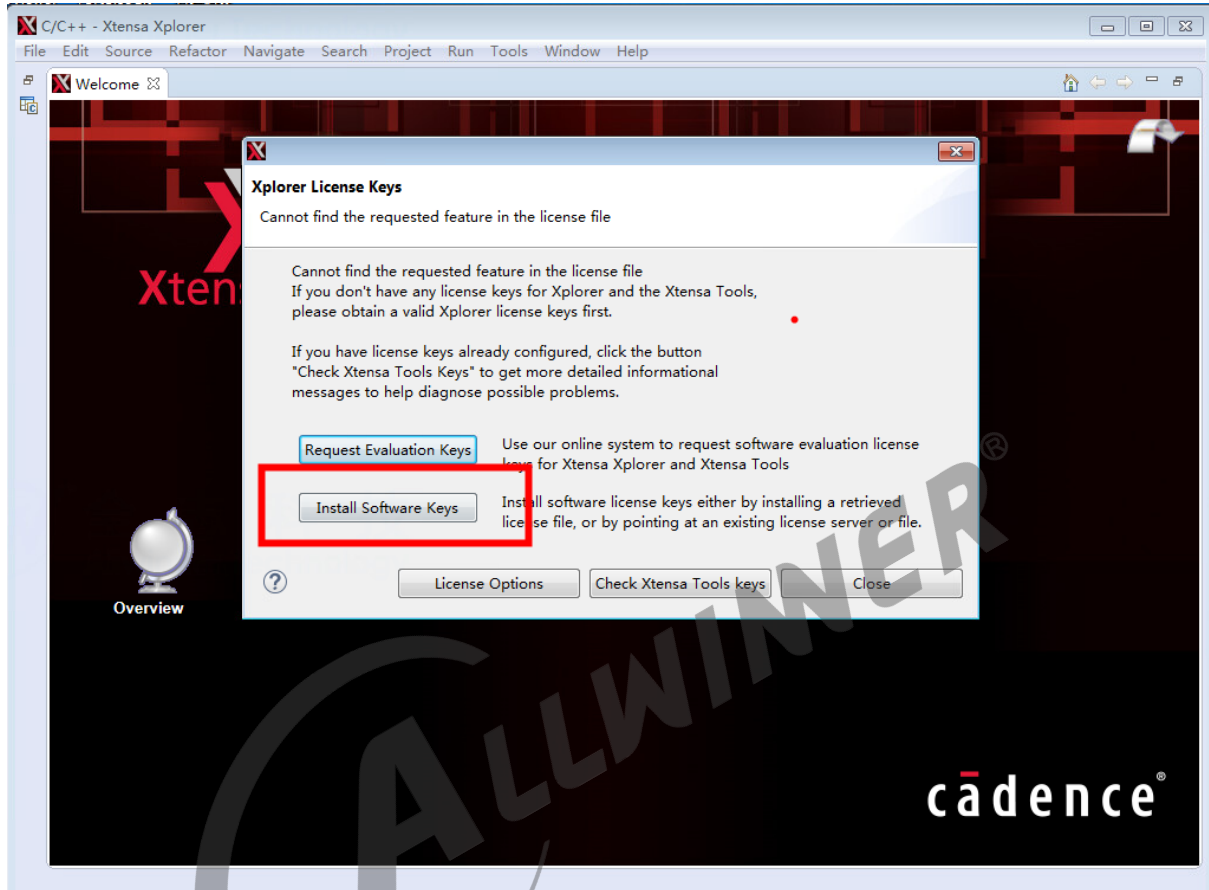 C/C++ - Xtensa Xplorer
File Edit Source Refactor Navigate Search Project Run Tools Window Help
Welcome
Xplorer License Keys
Cannot find the requested feature in the license file
Xten
Cannot find the requested feature in the license file
If you don't have any license keys for Xplorer and the Xtensa Tools,
please obtain a valid Xplorer license keys first.
If you have license keys already configured, click the button
"Check Xtensa Tools Keys" to get more detailed informational
messages to help diagnose possible problems.
Request Evaluation Keys
Use our online system to request software evaluation license
keys for Xtensa Xplorer and Xtensa Tools
Install Software Keys
Install software license keys either by installing a retrieved
license file, or by pointing at an existing license server or file.
License Options Check Xtensa Tools keys Close
Overview
ALLWINNER®
cādence®